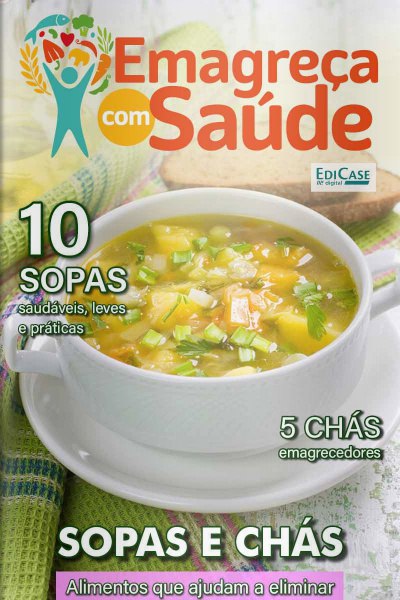 Emagreça
com Saúde
EDICASE
digital
10
SOPAS
saudáveis, leves
e práticas
5 CHÁS
emagrecedores
SOPAS E CHÁS
Alimentos que ajudam a eliminar